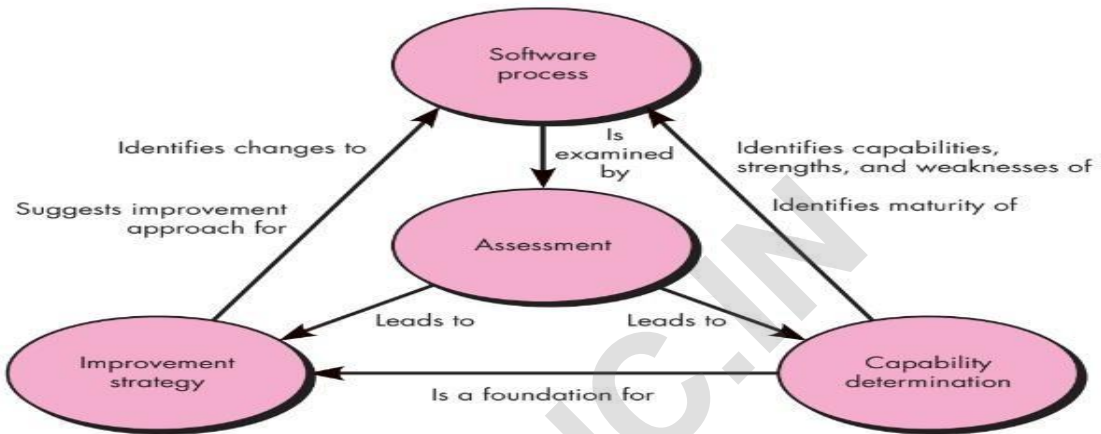 Software
process
Identifies changes to
Is
examined
by
Identifies capabilities,
strengths, and weaknesses of
Suggests improvement
approach for
Identifies maturity of
Assessment
Leads to
Leads to
Improvement
strategy
Capability
determination
Is a foundation for